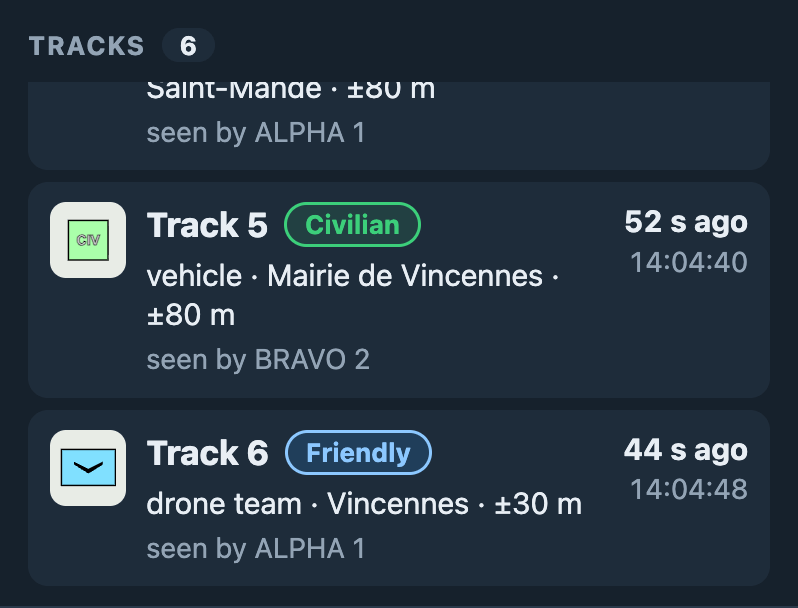 TRACKS 6
Saint-Mandé · ±80 m
seen by ALPHA 1
CIV
Track 5 Civilian 52 s ago
14:04:40
vehicle · Mairie de Vincennes ·
±80 m
seen by BRAVO 2
Track 6 Friendly 44 s ago
14:04:48
drone team · Vincennes · ±30 m
seen by ALPHA 1